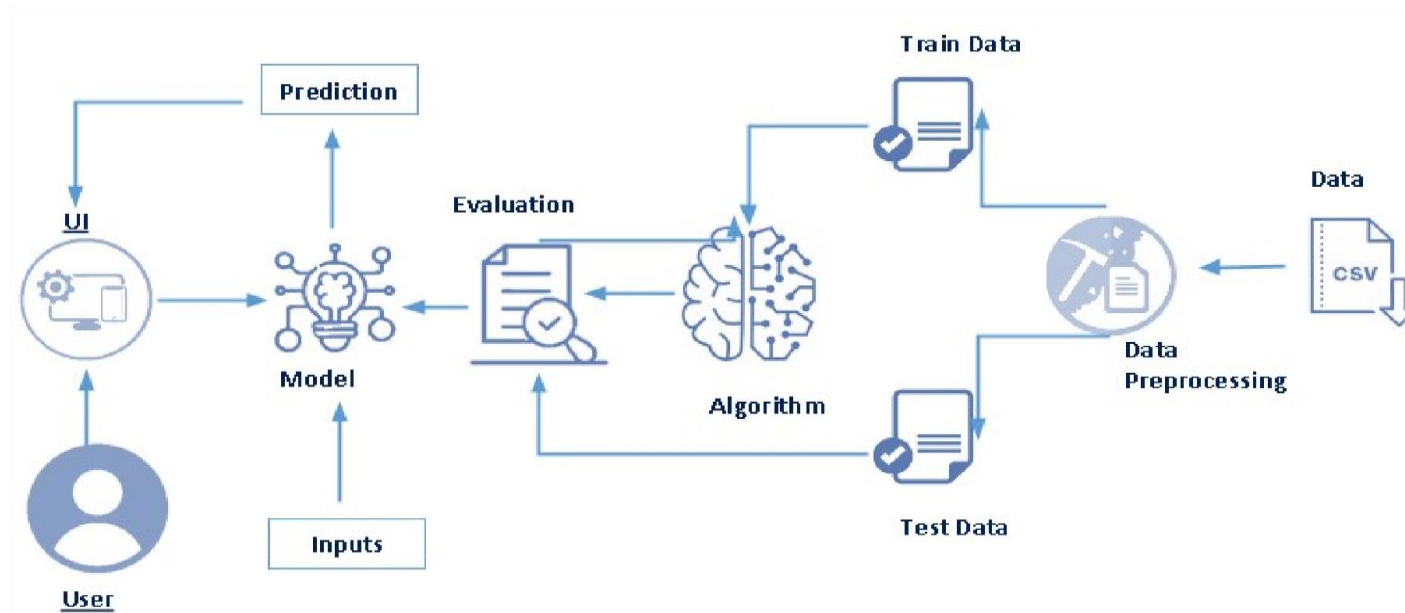 Train Data
Prediction
Data
UI
Evaluation
CSV
Data
Preprocessing
Model
Algorithm
Test Data
Inputs
User